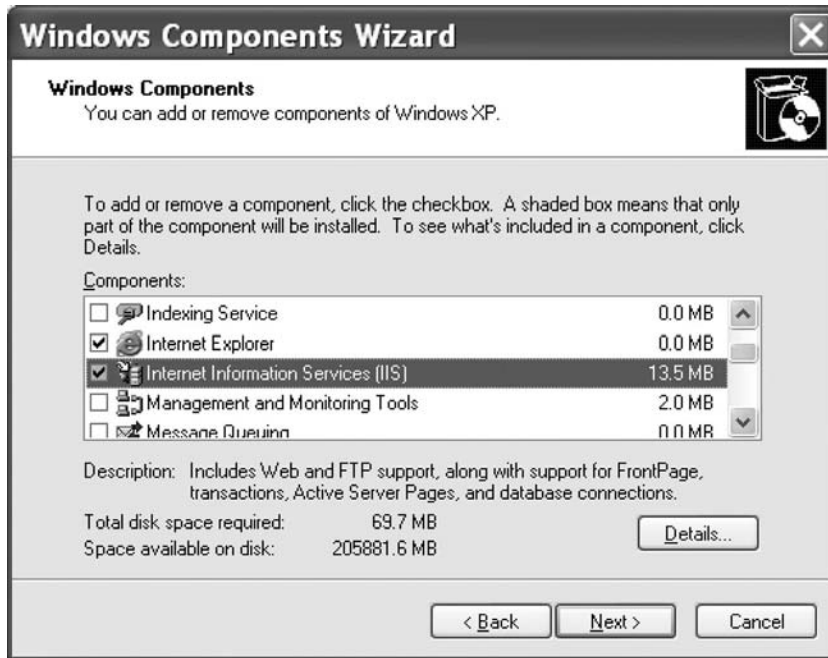 Windows Components Wizard
Windows Components
You can add or remove components of Windows XP.
To add or remove a component, click the checkbox. A shaded box means that only
part of the component will be installed. To see what's included in a component, click
Details.
Components:
Indexing Service 0.0 MB
Internet Explorer 0.0 MB
Internet Information Services (IIS) 13.5 MB
Management and Monitoring Tools 2.0 MB
Message Queuing 0.0 MB
Description: Includes Web and FTP support, along with support for FrontPage,
transactions, Active Server Pages, and database connections.
Total disk space required: 69.7 MB
Space available on disk: 205881.6 MB
Details...
< Back Next > Cancel